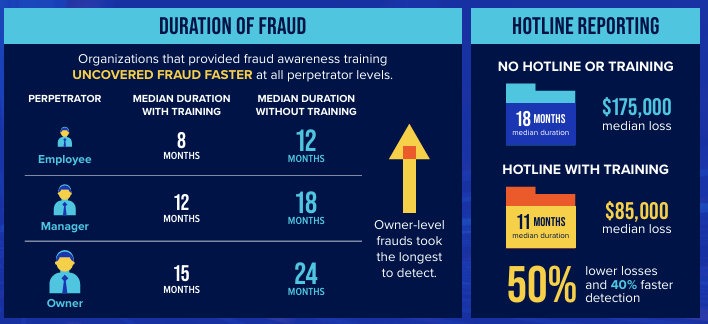 DURATION OF FRAUD
Organizations that provided fraud awareness training
UNCOVERED FRAUD FASTER at all perpetrator levels.
PERPETRATOR
MEDIAN DURATION
WITH TRAINING
MEDIAN DURATION
WITHOUT TRAINING
Employee
8
MONTHS
12
MONTHS
Manager
12
MONTHS
18
MONTHS
Owner
15
MONTHS
24
MONTHS
Owner-level
frauds took
the longest
to detect.
HOTLINE REPORTING
NO HOTLINE OR TRAINING
18 MONTHS
median duration
$175,000
median loss
HOTLINE WITH TRAINING
11 MONTHS
median duration
$85,000
median loss
50%
lower losses
and 40% faster
detection